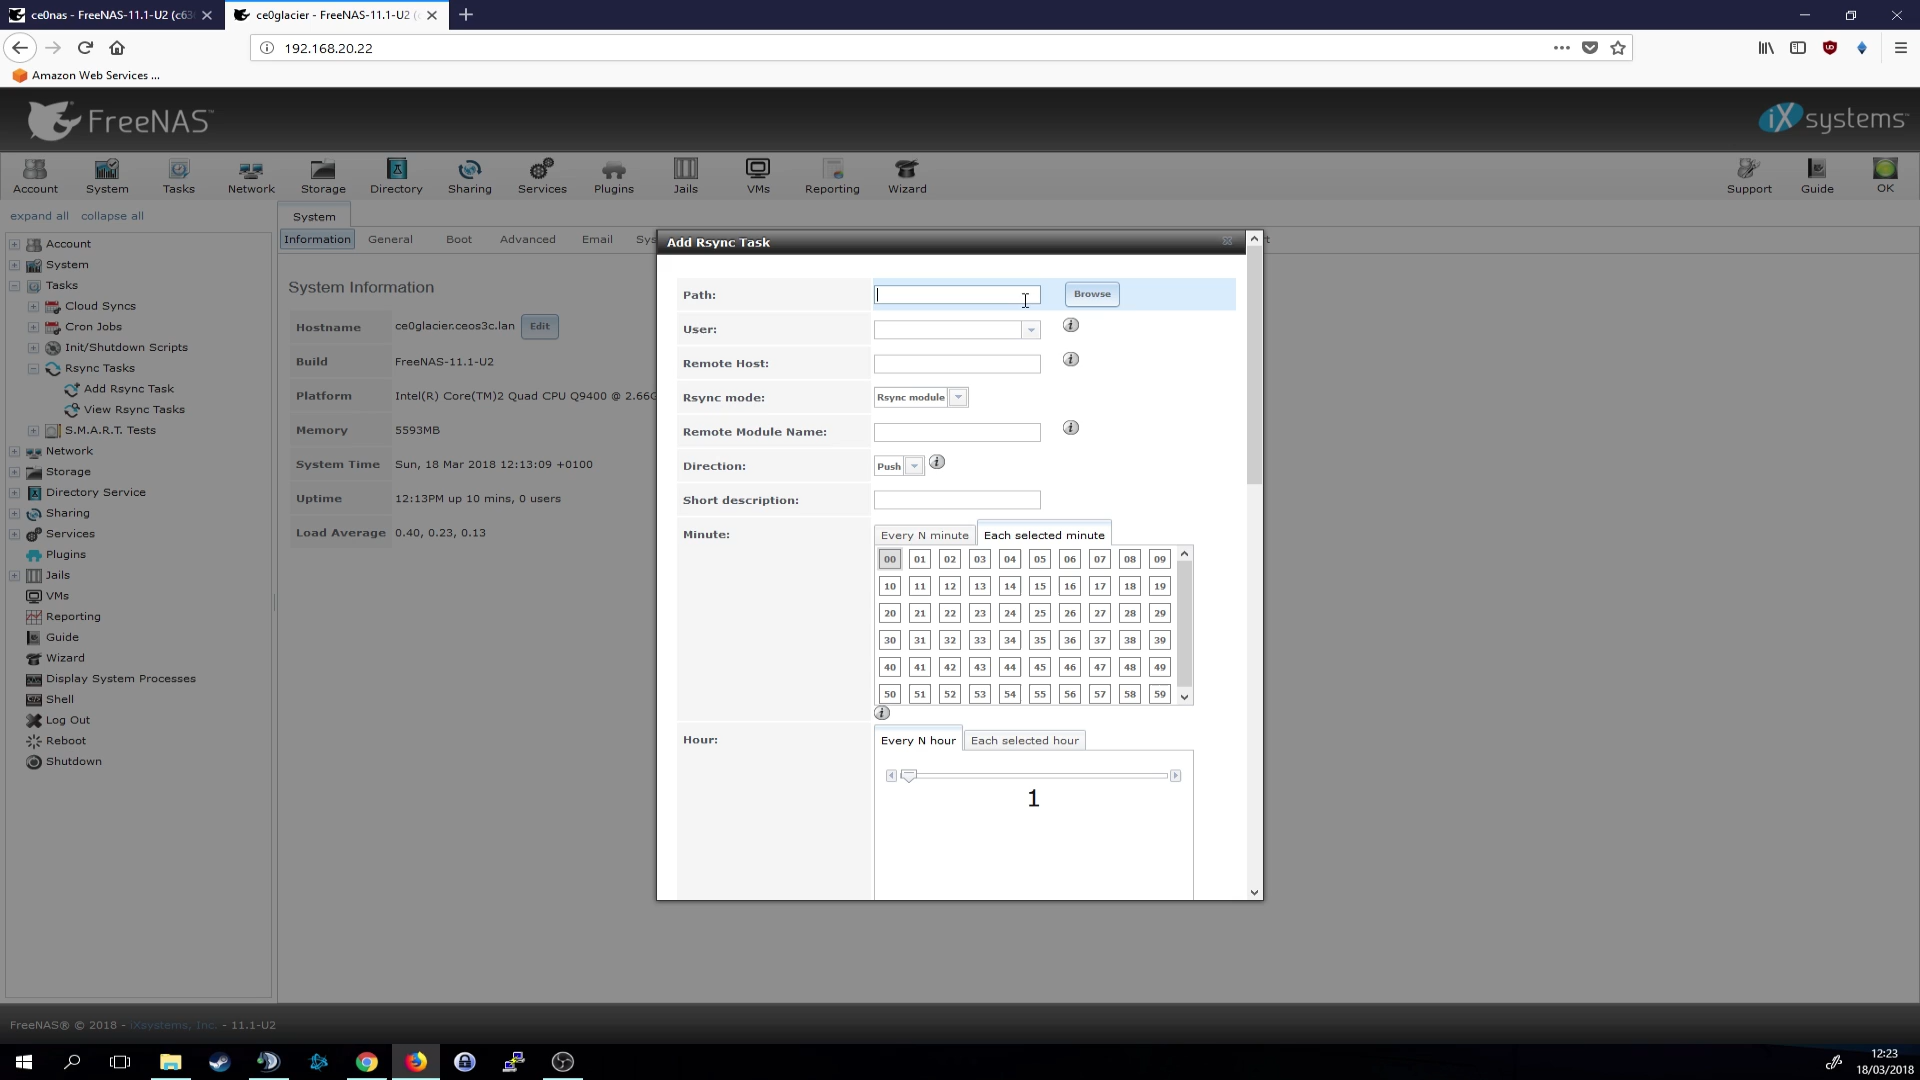 ce0nas - FreeNAS-11.1-U2 (c63
ce0glacier - FreeNAS-11.1-U2 (
192.168.20.22
Amazon Web Services ...
FreeNAS™
iXsystems™
Account
System
Tasks
Network
Storage
Directory
Sharing
Services
Plugins
Jails
VMs
Reporting
Wizard
Support
Guide
OK
expand all collapse all
Account
System
Tasks
Cloud Syncs
Cron Jobs
Init/Shutdown Scripts
Rsync Tasks
Add Rsync Task
View Rsync Tasks
S.M.A.R.T. Tests
Network
Storage
Directory Service
Sharing
Services
Plugins
Jails
VMs
Reporting
Guide
Wizard
Display System Processes
Shell
Log Out
Reboot
Shutdown
System
Information General Boot Advanced Email Sys
System Information
Hostname ce0glacier.ceos3c.lan Edit
Build FreeNAS-11.1-U2
Platform Intel(R) Core(TM)2 Quad CPU Q9400 @ 2.66G
Memory 5593MB
System Time Sun, 18 Mar 2018 12:13:09 +0100
Uptime 12:13PM up 10 mins, 0 users
Load Average 0.40, 0.23, 0.13
Add Rsync Task
Path: Browse
User:
Remote Host:
Rsync mode: Rsync module
Remote Module Name:
Direction: Push
Short description:
Minute: Every N minute Each selected minute
00 01 02 03 04 05 06 07 08 09
10 11 12 13 14 15 16 17 18 19
20 21 22 23 24 25 26 27 28 29
30 31 32 33 34 35 36 37 38 39
40 41 42 43 44 45 46 47 48 49
50 51 52 53 54 55 56 57 58 59
Hour: Every N hour Each selected hour
1
FreeNAS® © 2018 - iXsystems, Inc. - 11.1-U2
12:23
18/03/2018